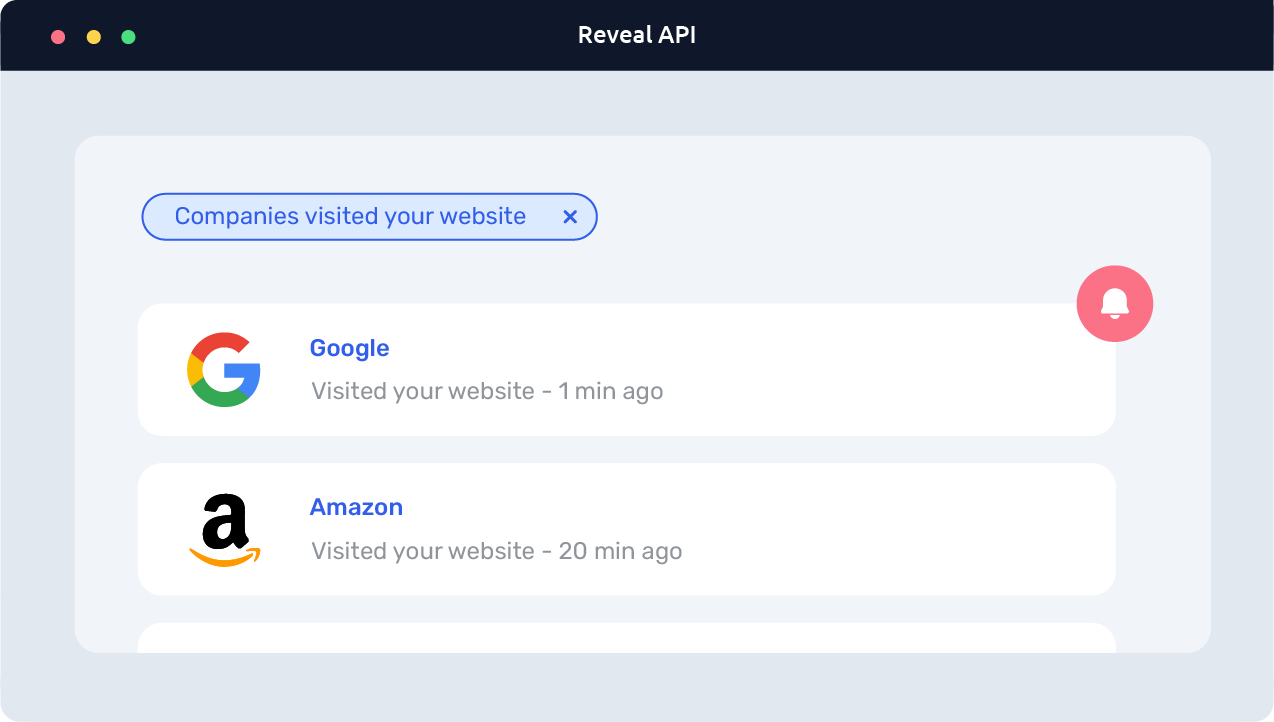 Reveal API
Companies visited your website
Google
Visited your website - 1 min ago
Amazon
Visited your website - 20 min ago